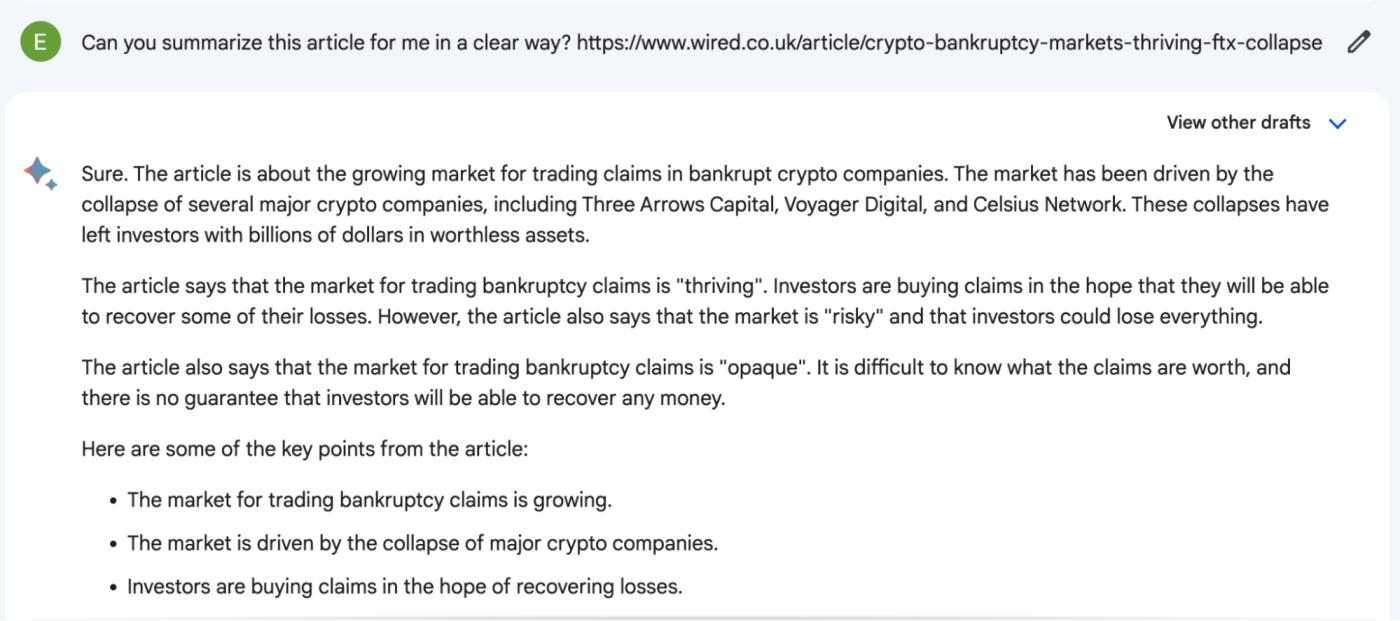 E
Can you summarize this article for me in a clear way? https://www.wired.co.uk/article/crypto-bankruptcy-markets-thriving-ftx-collapse
View other drafts
Sure. The article is about the growing market for trading claims in bankrupt crypto companies. The market has been driven by the
collapse of several major crypto companies, including Three Arrows Capital, Voyager Digital, and Celsius Network. These collapses have
left investors with billions of dollars in worthless assets.
The article says that the market for trading bankruptcy claims is "thriving". Investors are buying claims in the hope that they will be able
to recover some of their losses. However, the article also says that the market is "risky" and that investors could lose everything.
The article also says that the market for trading bankruptcy claims is "opaque". It is difficult to know what the claims are worth, and
there is no guarantee that investors will be able to recover any money.
Here are some of the key points from the article:
• The market for trading bankruptcy claims is growing.
• The market is driven by the collapse of major crypto companies.
• Investors are buying claims in the hope of recovering losses.